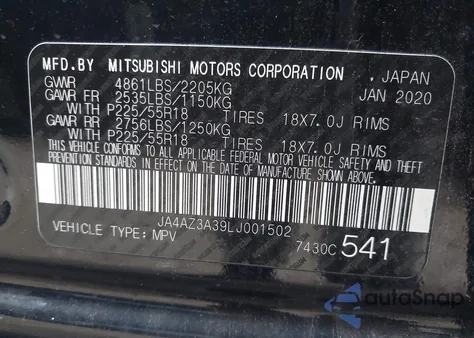 MFD.BY MITSUBISHI MOTORS CORPORATION , JAPAN
GVWR 4861LBS/2205KG JAN 2020
GAWR FR 2535LBS/1150KG
WITH P225/55R18 TIRES 18X7.0J RIMS
GAWR RR 2756LBS/1250KG
WITH P225/55R18 TIRES 18X7.0J RIMS
THIS VEHICLE CONFORMS TO ALL APPLICABLE FEDERAL MOTOR VEHICLE SAFETY AND THEFT
PREVENTION STANDARDS IN EFFECT ON THE DATE OF MANUFACTURE SHOWN ABOVE.
JA4AZ3A39LJ001502
VEHICLE TYPE: MPV 7430C 541
autoSnap